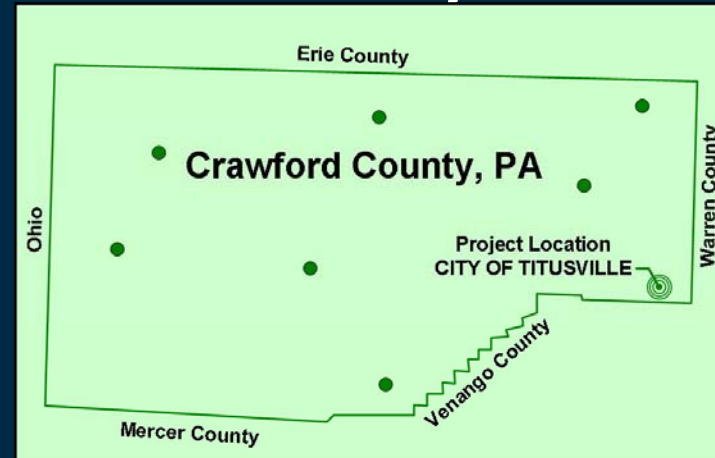 Erie County
Crawford County, PA
Ohio
Warren County
Project Location
CITY OF TITUSVILLE
Venango County
Mercer County